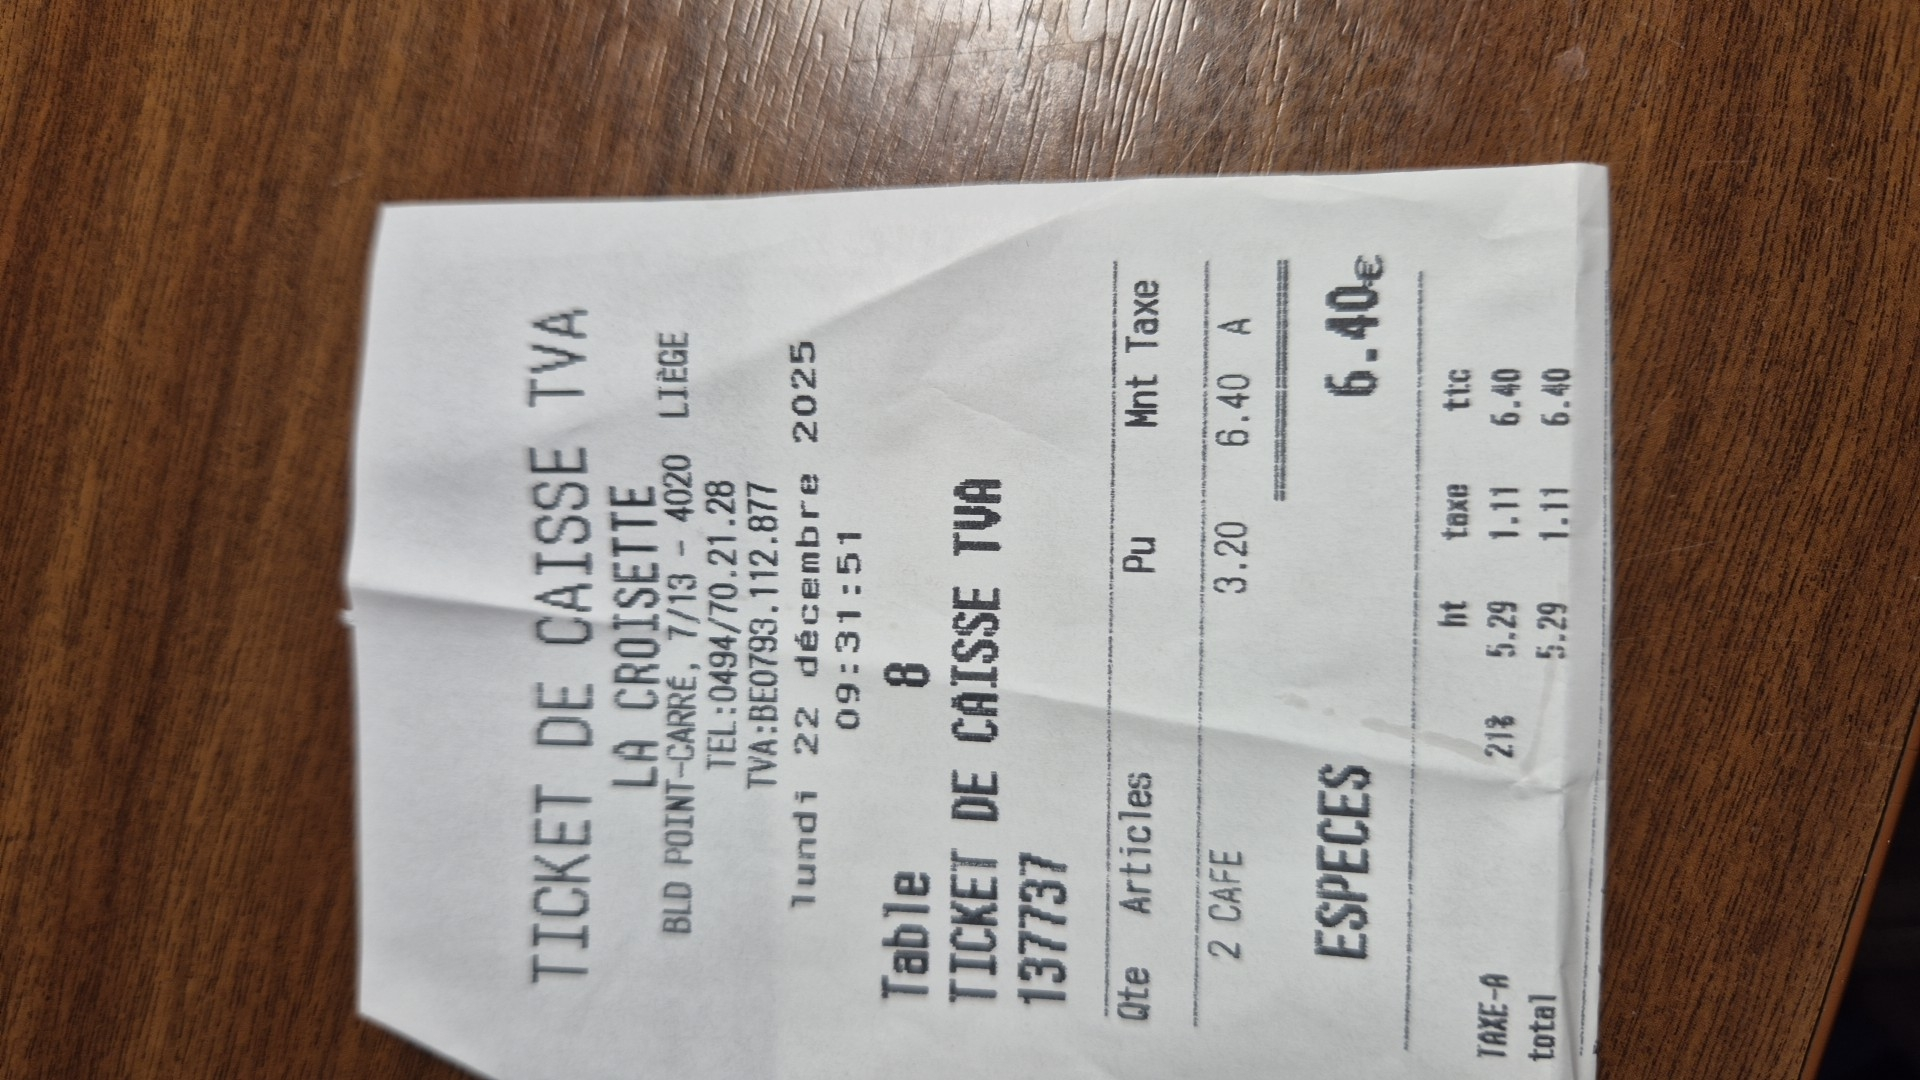 TICKET DE CAISSE TVA
LA CROISETTE
BLD POINT-CARRÉ, 7/13 - 4020 LIÈGE
TEL:0494/70.21.28
TVA:BE0793.112.877
lundi 22 décembre 2025
09:31:51
Table 8
TICKET DE CAISSE TVA
137737
Qte Articles Pu Mnt Taxe
2 CAFE 3.20 6.40 A
ESPECES 6.40€
ht taxe ttc
TAXE-A 21% 5.29 1.11 6.40
total 5.29 1.11 6.40